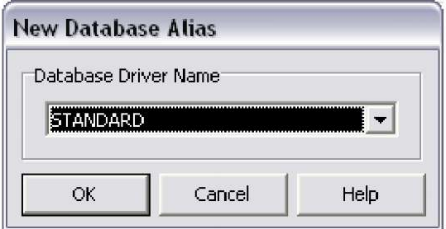 New Database Alias
Database Driver Name
STANDARD
OK Cancel Help